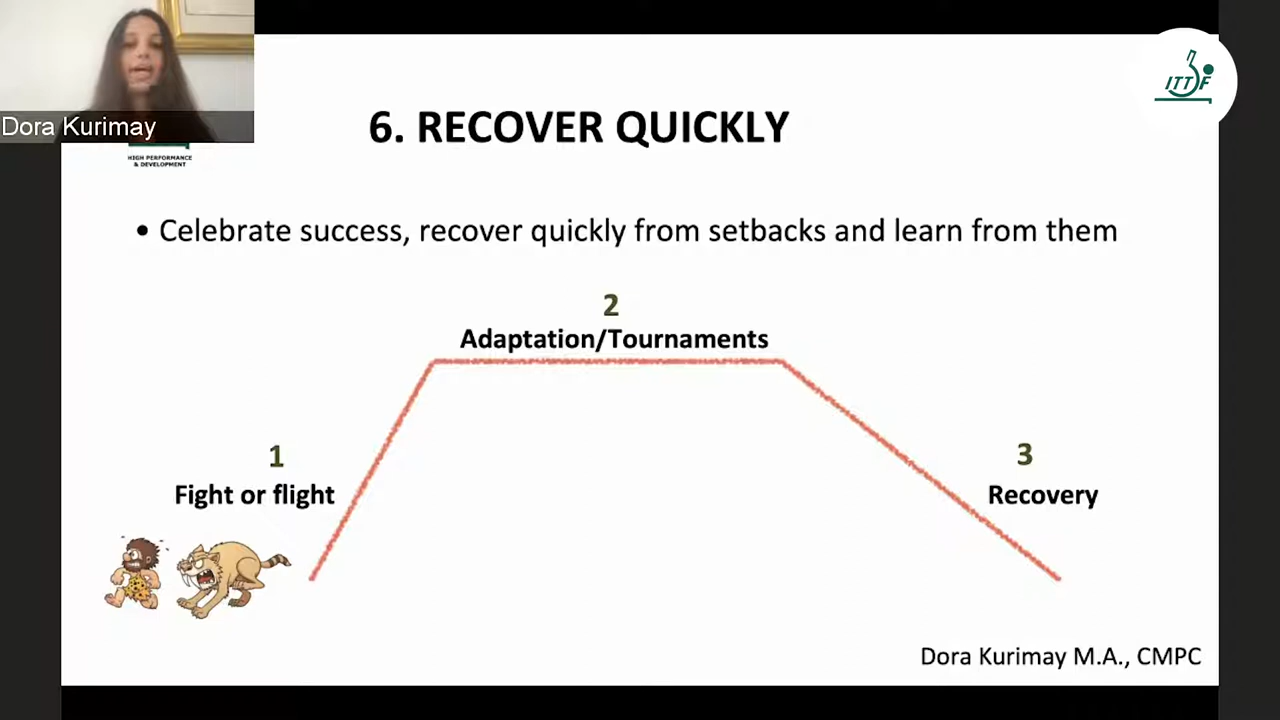 Dora Kurimay
ITTF
HIGH PERFORMANCE
& DEVELOPMENT
6. RECOVER QUICKLY
• Celebrate success, recover quickly from setbacks and learn from them
2
Adaptation/Tournaments
1
Fight or flight
3
Recovery
Dora Kurimay M.A., CMPC